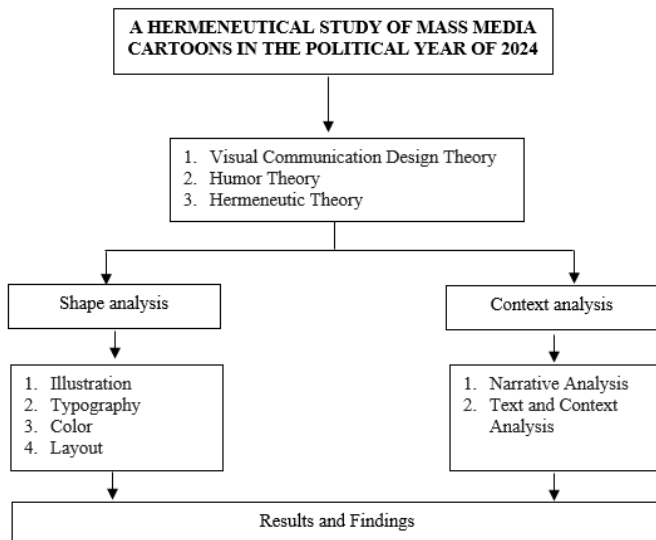 A HERMENEUTICAL STUDY OF MASS MEDIA
CARTOONS IN THE POLITICAL YEAR OF 2024
1. Visual Communication Design Theory
2. Humor Theory
3. Hermeneutic Theory
Shape analysis
Context analysis
1. Illustration
2. Typography
3. Color
4. Layout
1. Narrative Analysis
2. Text and Context
Analysis
Results and Findings